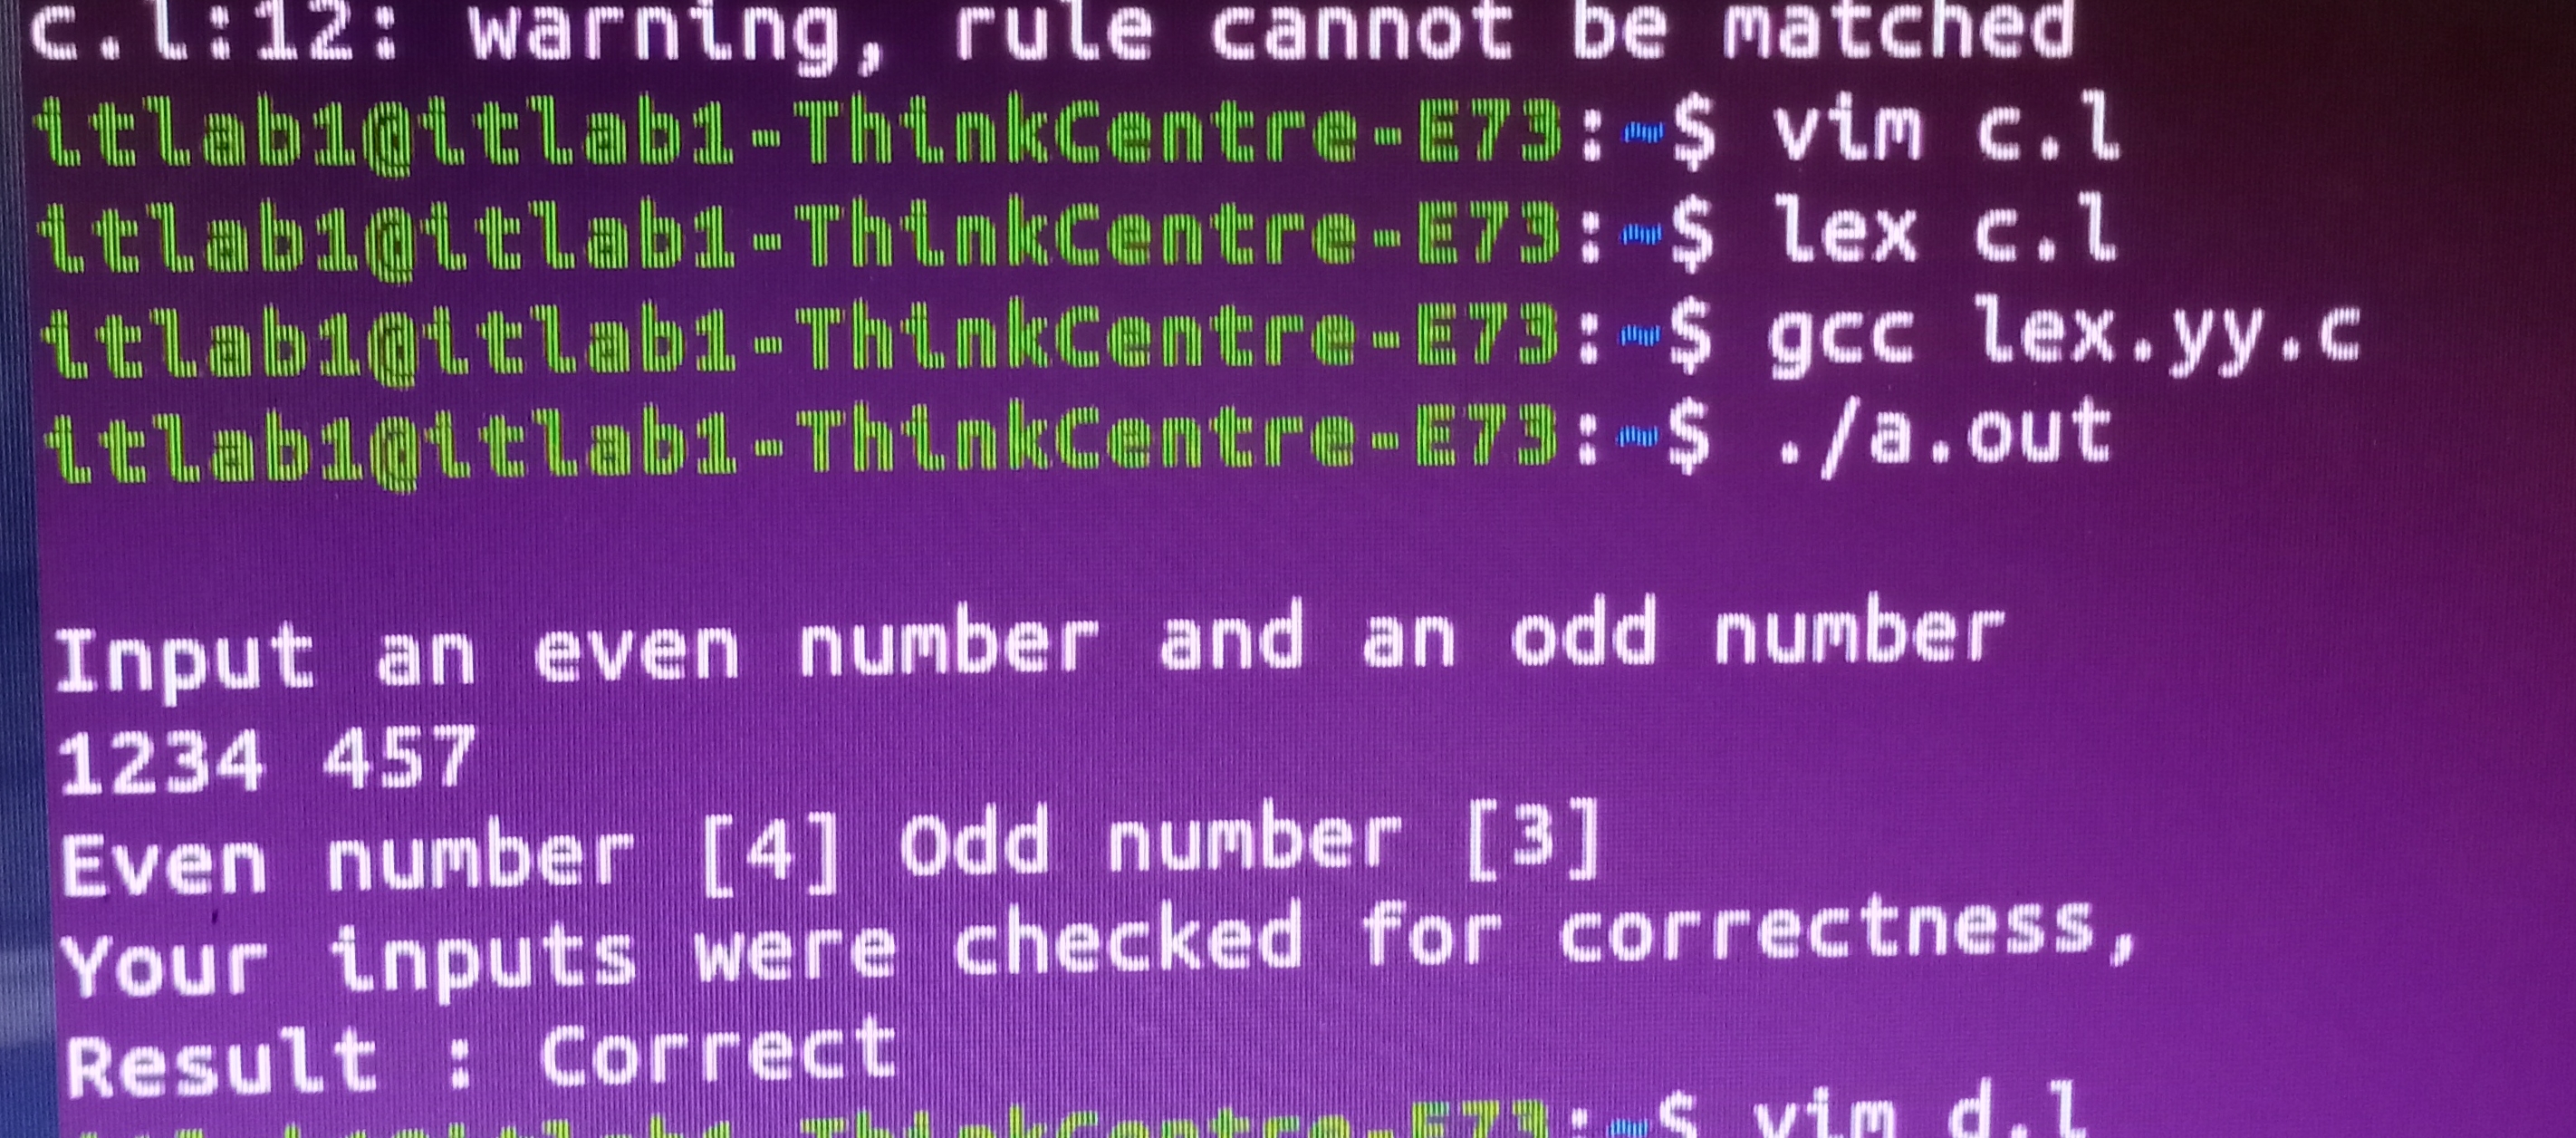 c.l:12: warning, rule cannot be matched
itlab1@itlab1-ThinkCentre-E73:~$ vim c.l
itlab1@itlab1-ThinkCentre-E73:~$ lex c.l
itlab1@itlab1-ThinkCentre-E73:~$ gcc lex.yy.c
itlab1@itlab1-ThinkCentre-E73:~$ ./a.out
Input an even number and an odd number
1234 457
Even number [4] Odd number [3]
Your inputs were checked for correctness,
Result : Correct
itlab1@itlab1-ThinkCentre-E73:~$ vim d.l